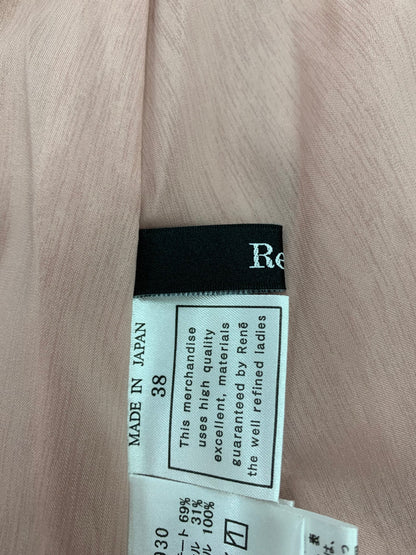 Re
MADE IN JAPAN
38
This merchandise
uses high quality
excellent, materials
guaranteed by René
the well refined ladies
930
ート 69%
ル 31%
ル 100%